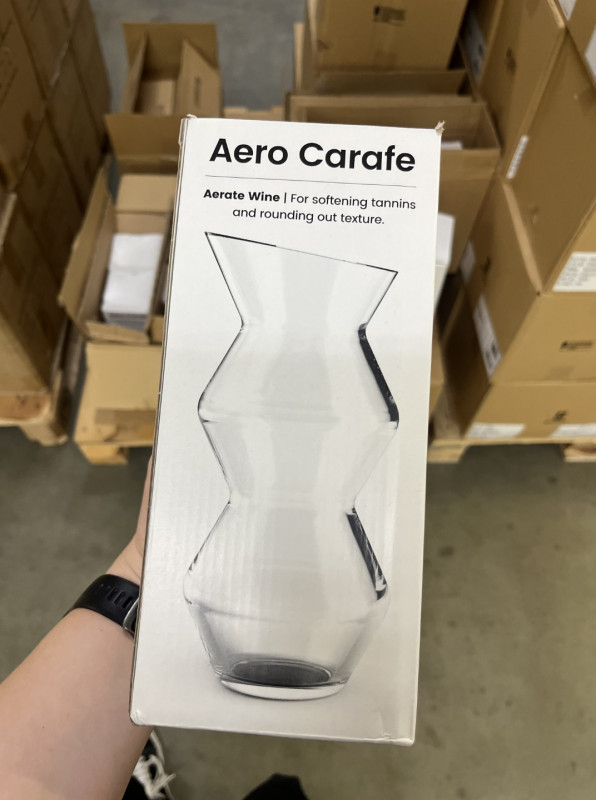 Aero Carafe
Aerate Wine | For softening tannins
and rounding out texture.